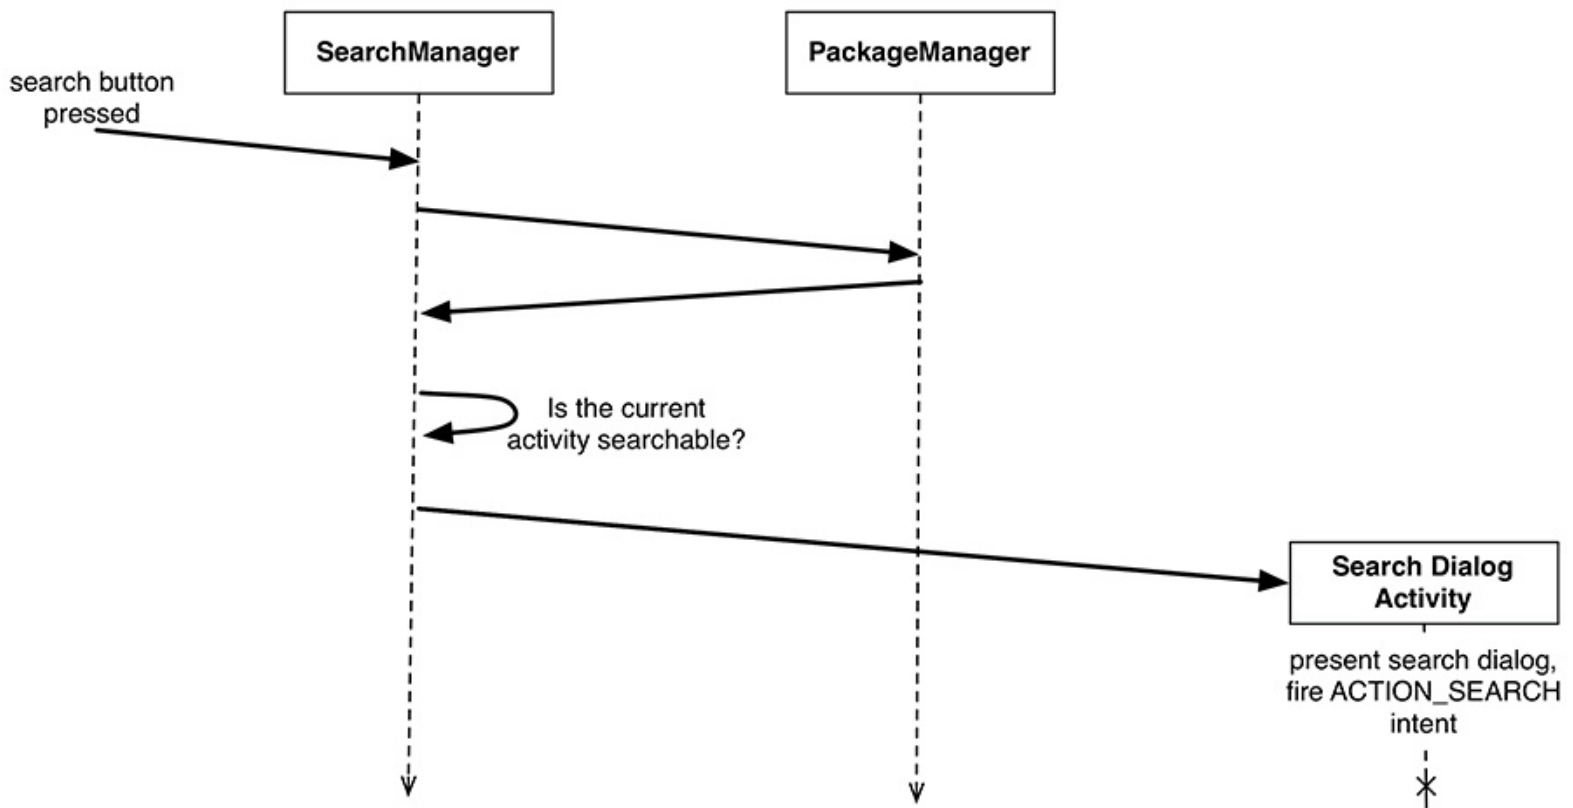 SearchManager
PackageManager
search button
pressed
Is the current
activity searchable?
Search Dialog
Activity
present search dialog,
fire ACTION_SEARCH
intent